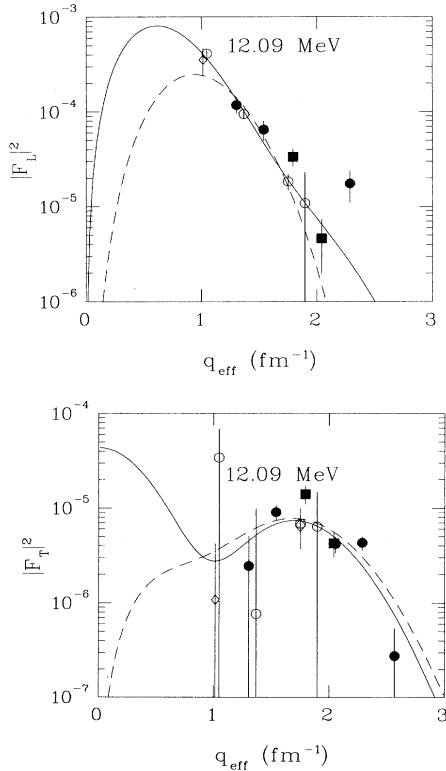 10⁻³
12.09 MeV
10⁻⁴
|F_L|²
10⁻⁵
10⁻⁶
0 1 2 3
q_eff (fm⁻¹)
10⁻⁴
12.09 MeV
10⁻⁵
|F_T|²
10⁻⁶
10⁻⁷
0 1 2 3
q_eff (fm⁻¹)